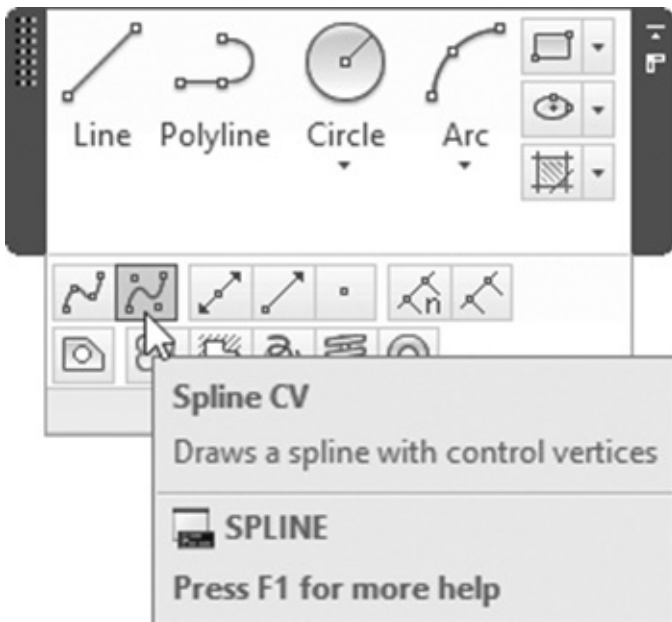 Line Polyline Circle Arc
n
Spline CV
Draws a spline with control vertices
SPLINE
Press F1 for more help